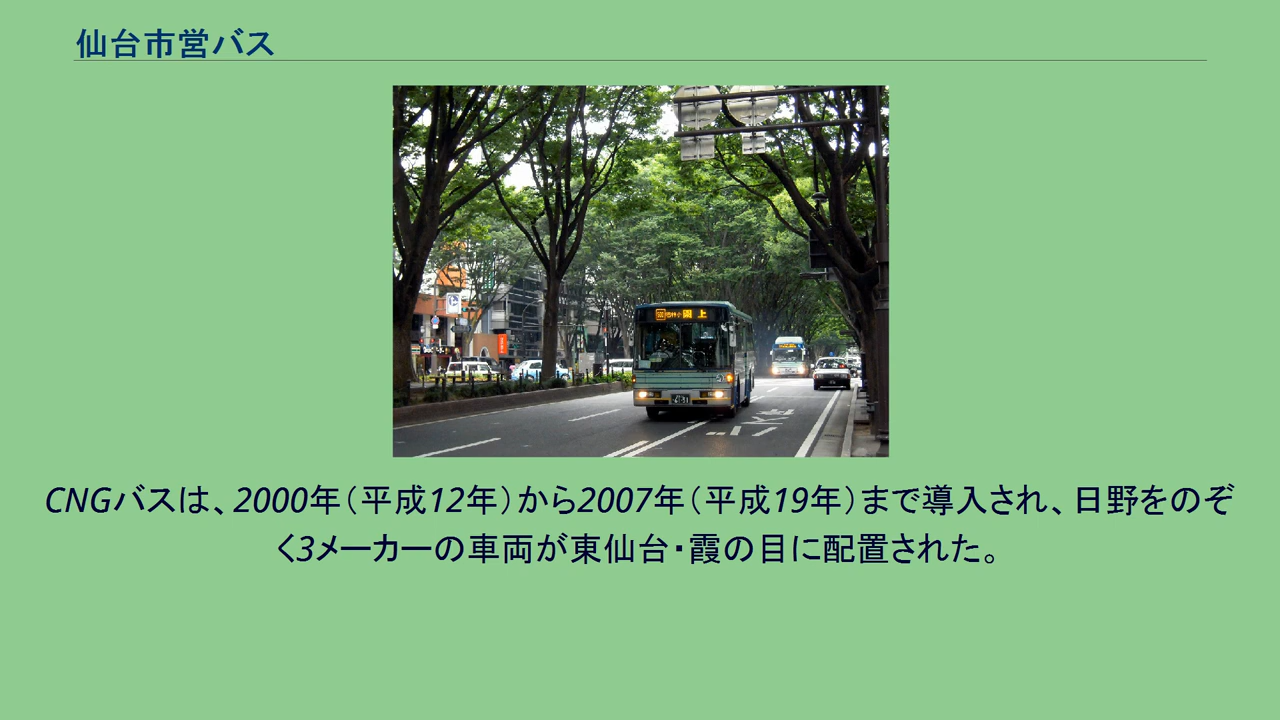 仙台市営バス
CNGバスは、2000年（平成12年）から2007年（平成19年）まで導入され、日野をのぞ
く3メーカーの車両が東仙台・霞の目に配置された。